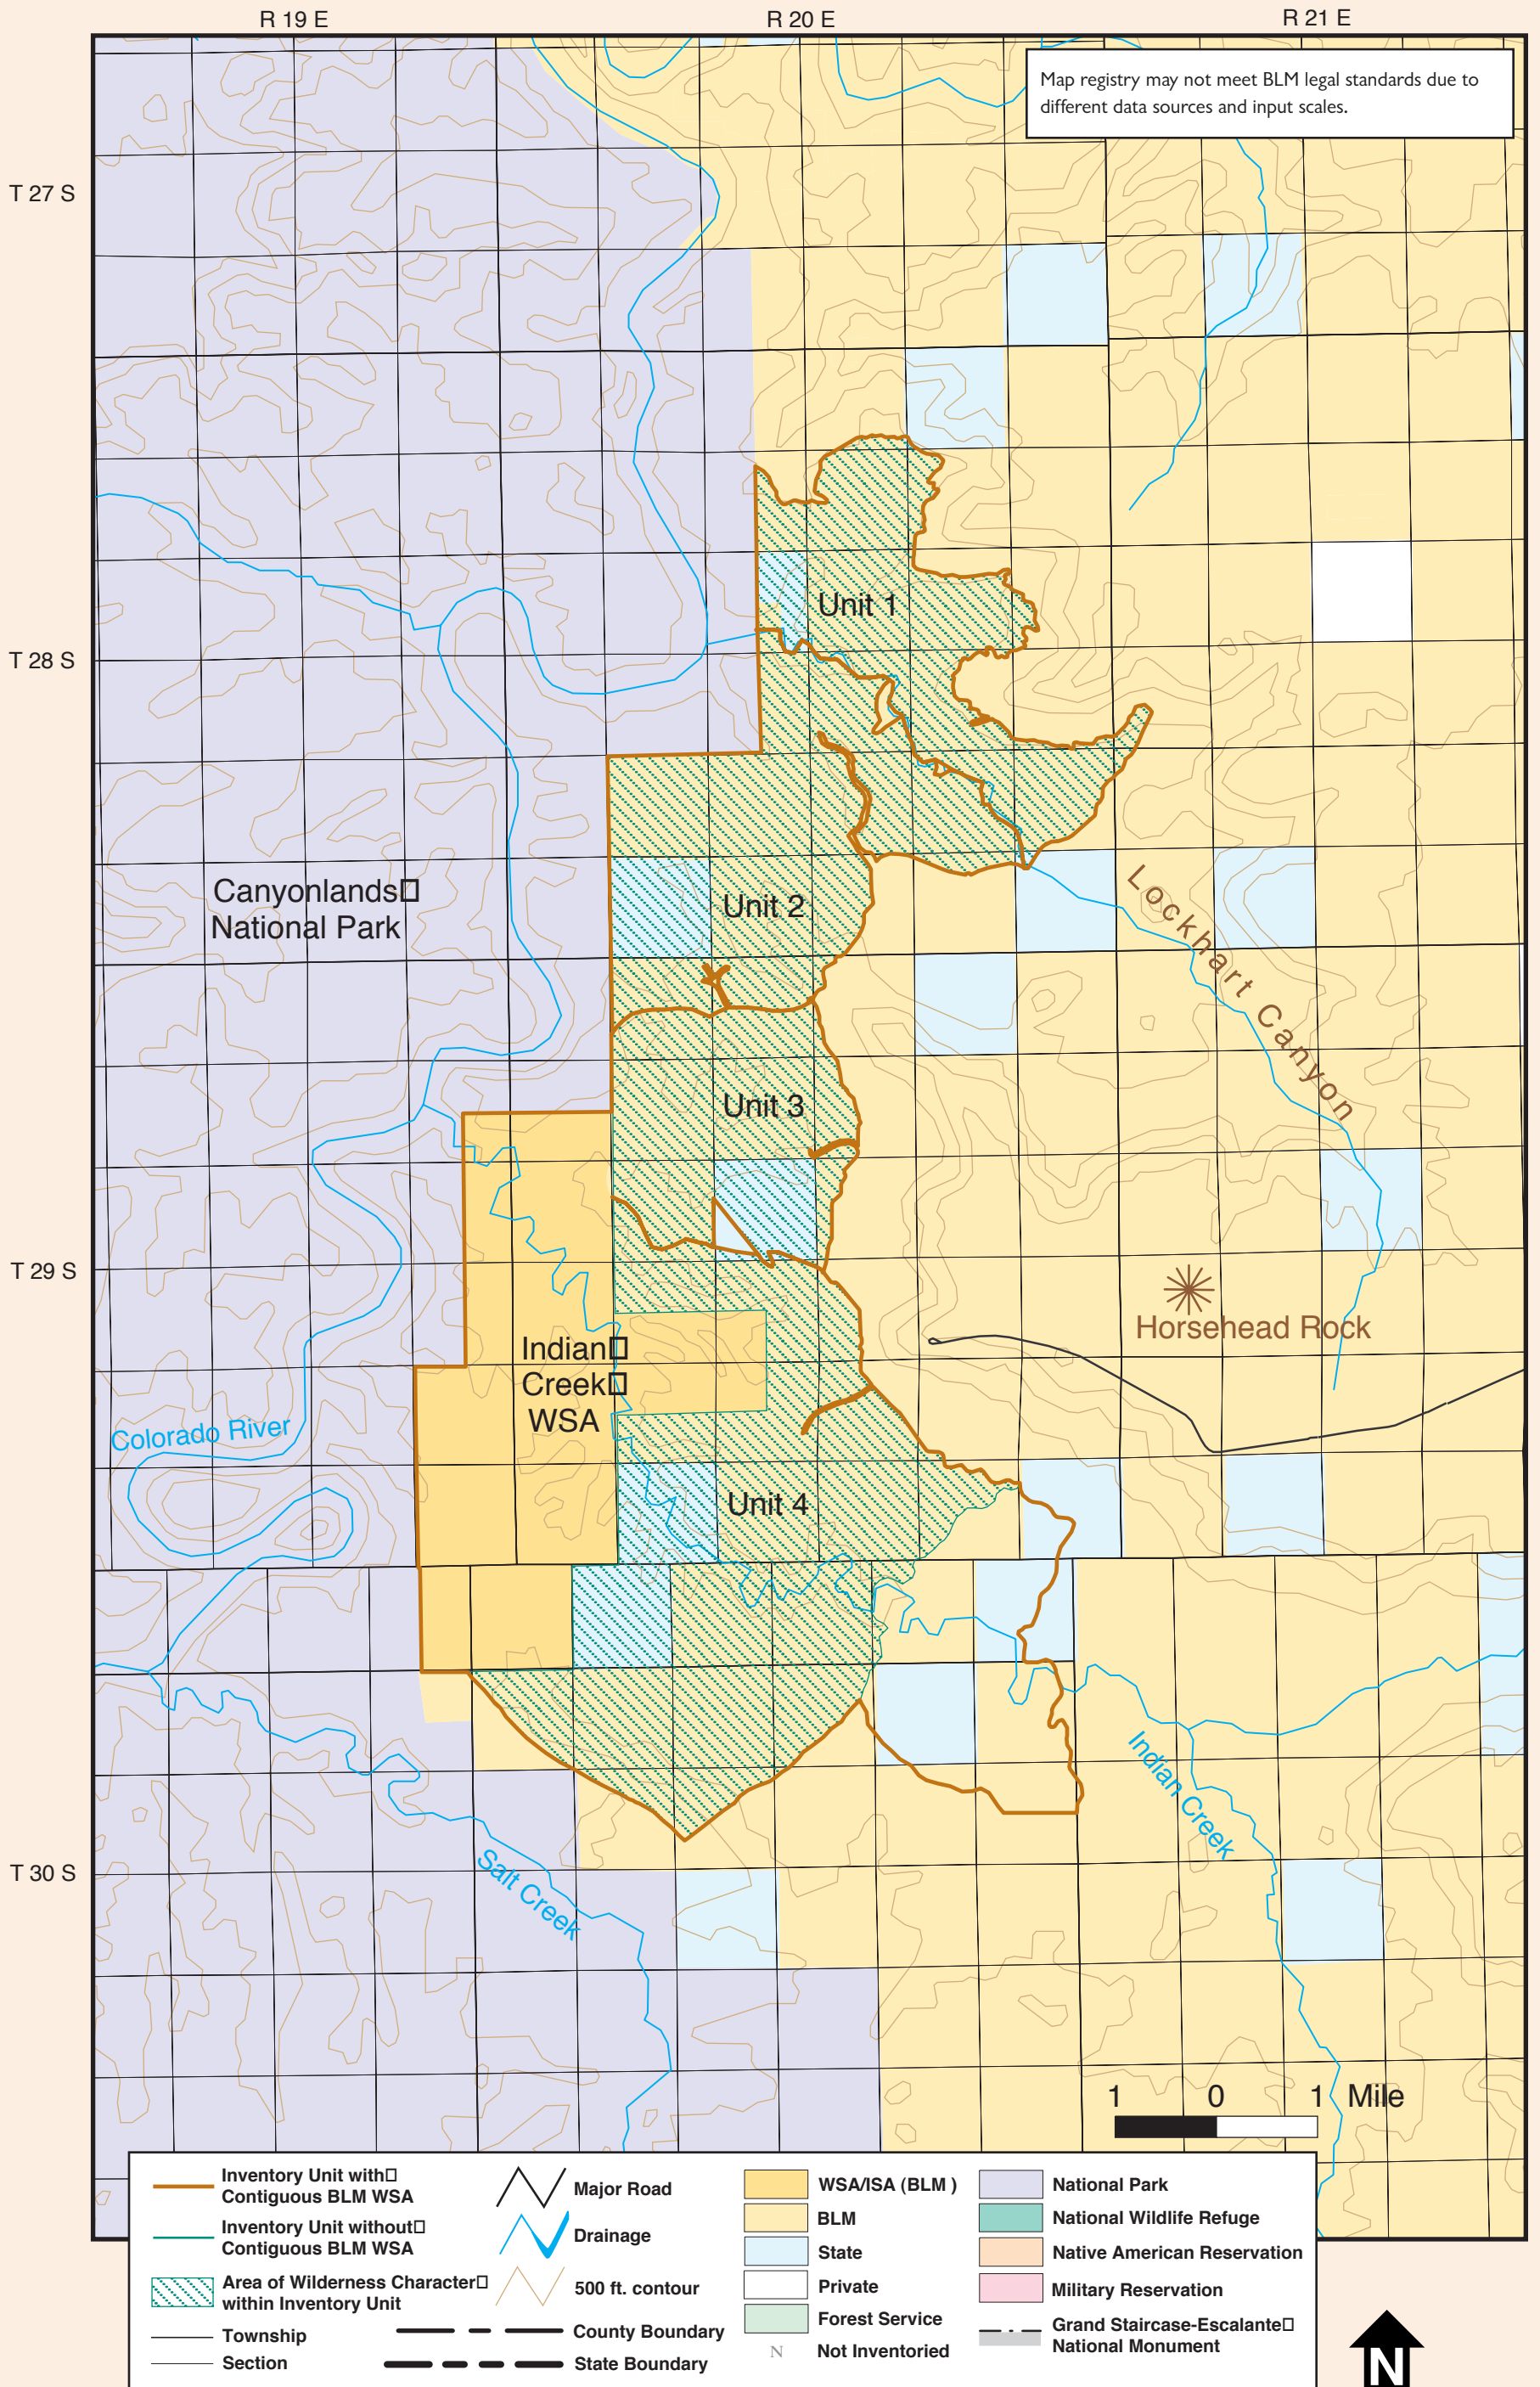 R 19 E
R 20 E
R 21 E
Map registry may not meet BLM legal standards due to
different data sources and input scales.
T 27 S
T 28 S
T 29 S
T 30 S
Unit 1
Canyonlands□
National Park
Unit 2
Lockhart Canyon
Unit 3
Horsehead Rock
Indian□
Creek□
WSA
Colorado River
Unit 4
Indian Creek
Salt Creek
1 0 1 Mile
Inventory Unit with□
Contiguous BLM WSA
Inventory Unit without□
Contiguous BLM WSA
Area of Wilderness Character□
within Inventory Unit
Township
Section
Major Road
Drainage
500 ft. contour
County Boundary
State Boundary
WSA/ISA (BLM )
BLM
State
Private
Forest Service
N Not Inventoried
National Park
National Wildlife Refuge
Native American Reservation
Military Reservation
Grand Staircase-Escalante□
National Monument
N